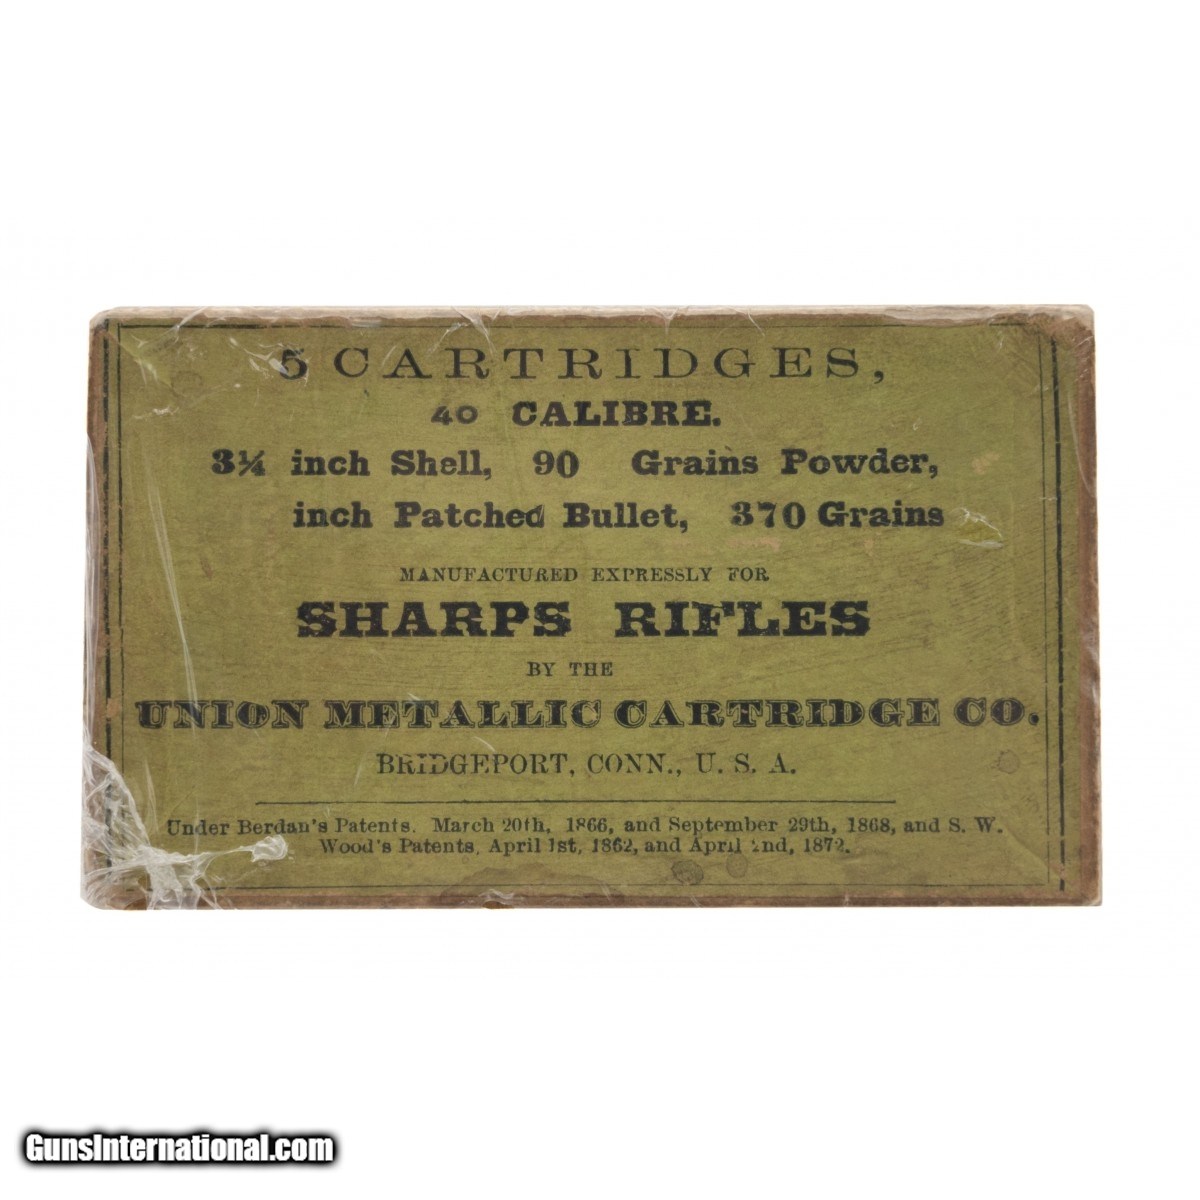 5 CARTRIDGES,
40 CALIBRE.
3¼ inch Shell, 90 Grains Powder,
inch Patched Bullet, 370 Grains
MANUFACTURED EXPRESSLY FOR
SHARPS RIFLES
BY THE
UNION METALLIC CARTRIDGE CO.
BRIDGEPORT, CONN., U. S. A.
Under Berdan's Patents, March 20th, 1866, and September 29th, 1868, and S. W.
Wood's Patents, April 1st, 1862, and April 2nd, 1872.
GunsInternational.com